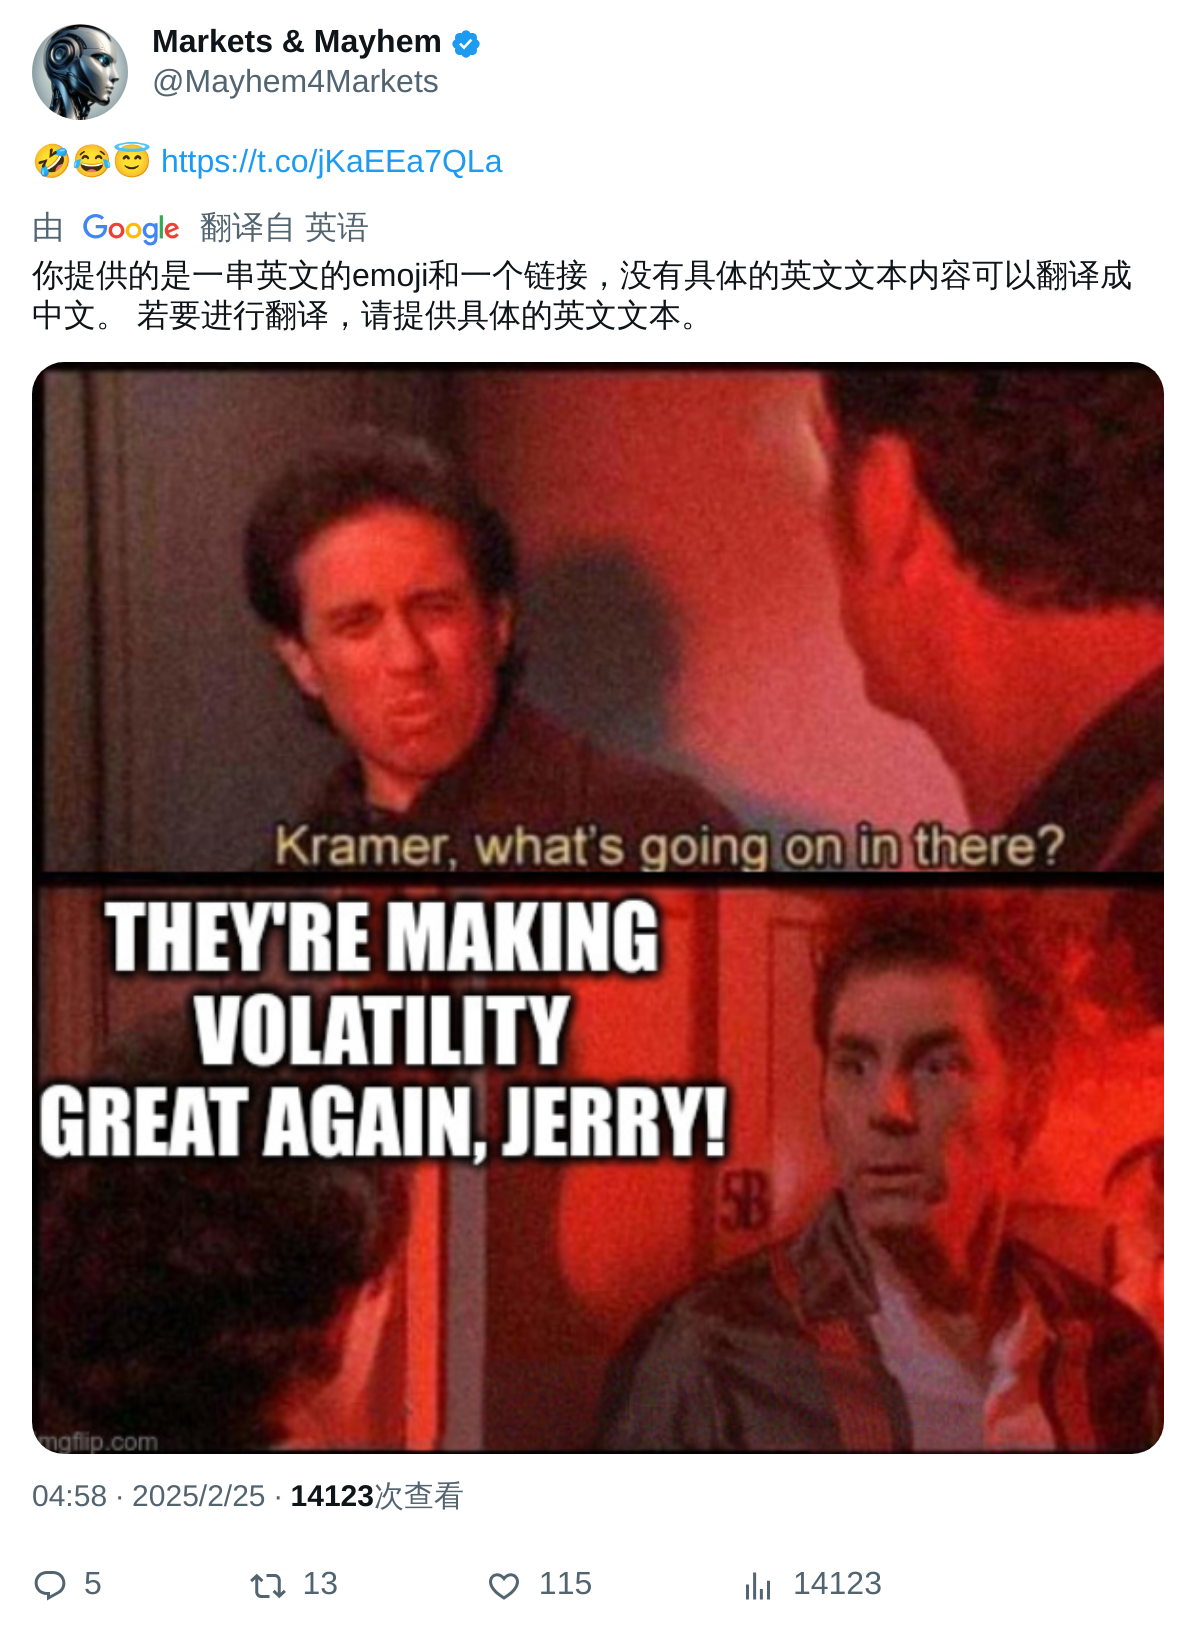 Markets & Mayhem
@Mayhem4Markets
🤣😂😇 https://t.co/jKaEEa7QLa
由 Google 翻译自 英语
你提供的是一串英文的emoji和一个链接，没有具体的英文文本内容可以翻译成
中文。 若要进行翻译，请提供具体的英文文本。
Kramer, what's going on in there?
THEY'RE MAKING
VOLATILITY
GREAT AGAIN, JERRY!
5B
mgflip.com
04:58 · 2025/2/25 · 14123次查看
5 13 115 14123